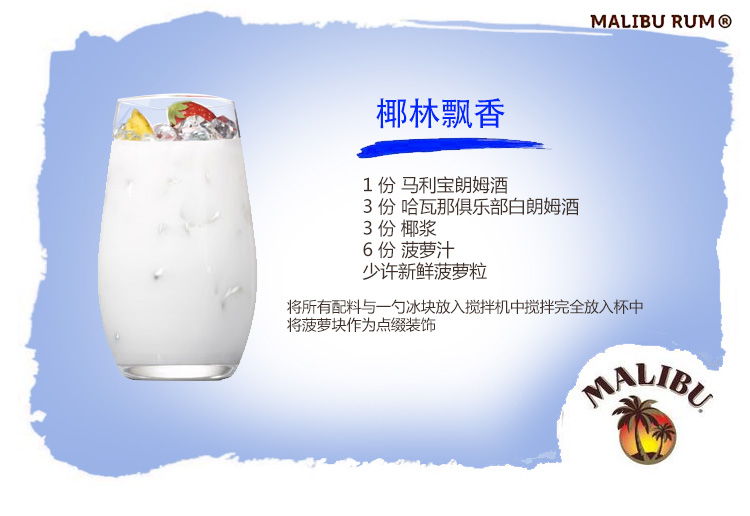 MALIBU RUM®
椰林飘香
1 份 马利宝朗姆酒
3 份 哈瓦那俱乐部白朗姆酒
3 份 椰浆
6 份 菠萝汁
少许新鲜菠萝粒
将所有配料与一勺冰块放入搅拌机中搅拌完全放入杯中
将菠萝块作为点缀装饰
MALIBU®